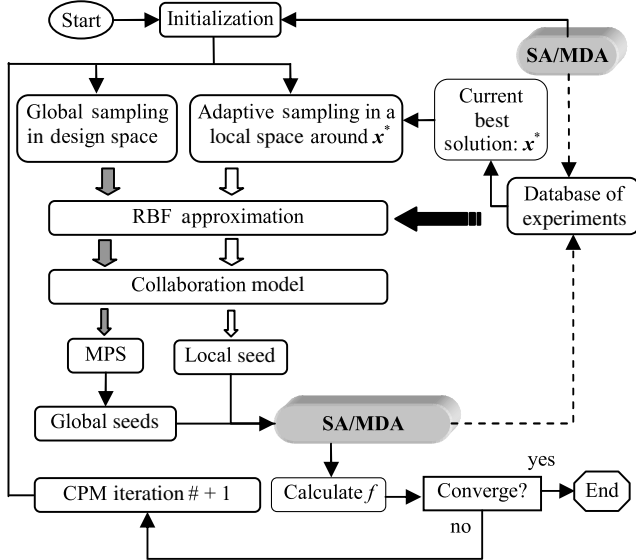 Start
Initialization
SA/MDA
Global sampling
in design space
Adaptive sampling in a
local space around x*
Current
best
solution: x*
Database of
experiments
RBF approximation
Collaboration model
MPS
Local seed
Global seeds
SA/MDA
CPM iteration # + 1
Calculate f
Converge?
yes
End
no